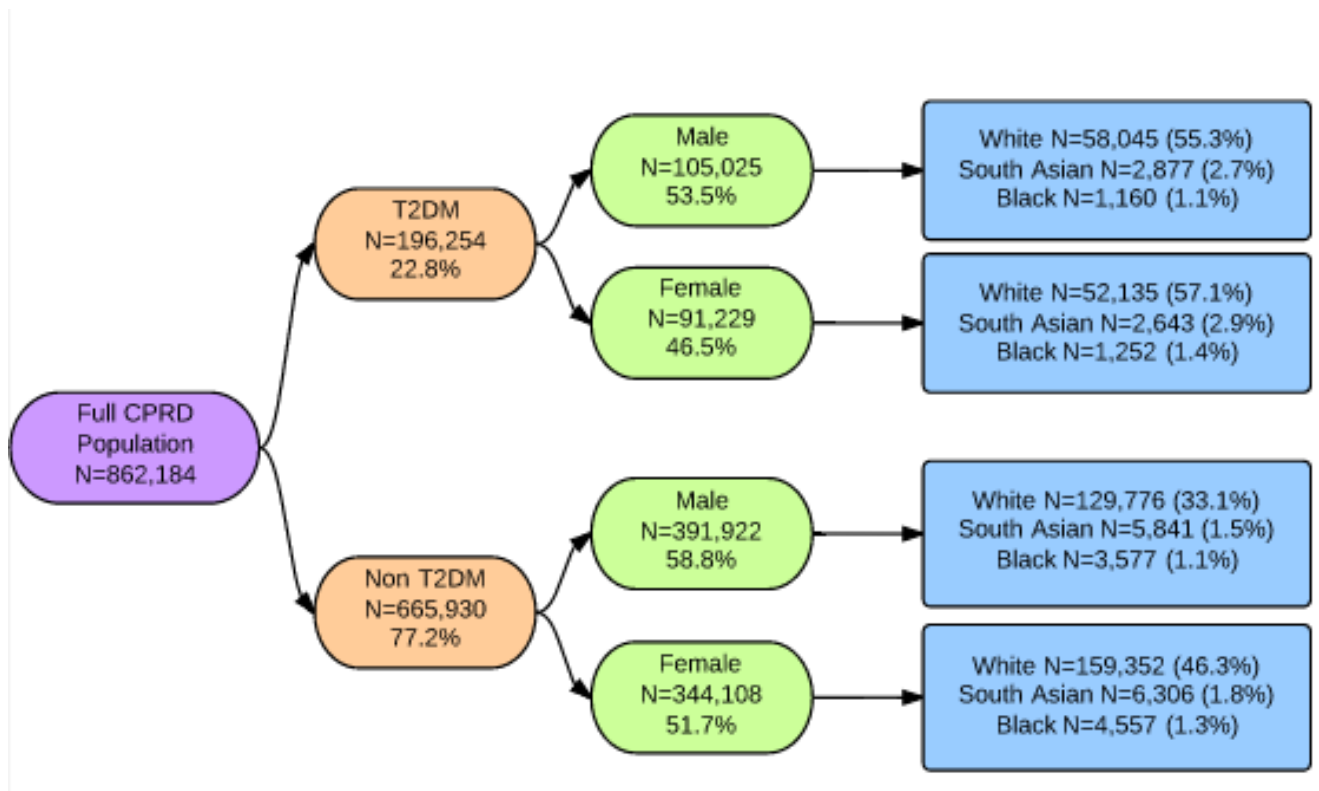 Full CPRD
Population
N=862,184
T2DM
N=196,254
22.8%
Non T2DM
N=665,930
77.2%
Male
N=105,025
53.5%
Female
N=91,229
46.5%
Male
N=391,922
58.8%
Female
N=344,108
51.7%
White N=58,045 (55.3%)
South Asian N=2,877 (2.7%)
Black N=1,160 (1.1%)
White N=52,135 (57.1%)
South Asian N=2,643 (2.9%)
Black N=1,252 (1.4%)
White N=129,776 (33.1%)
South Asian N=5,841 (1.5%)
Black N=3,577 (1.1%)
White N=159,352 (46.3%)
South Asian N=6,306 (1.8%)
Black N=4,557 (1.3%)